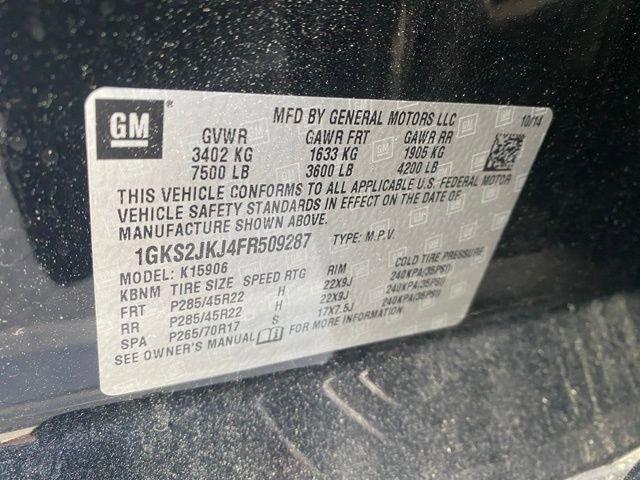 GM
MFD BY GENERAL MOTORS LLC 10/14
GVWR GAWR FRT GAWR RR
3402 KG 1633 KG 1905 KG
7500 LB 3600 LB 4200 LB
THIS VEHICLE CONFORMS TO ALL APPLICABLE U.S. FEDERAL MOTOR
VEHICLE SAFETY STANDARDS IN EFFECT ON THE DATE OF
MANUFACTURE SHOWN ABOVE.
1GKS2JKJ4FR509287 TYPE: M.P.V.
MODEL: K15906
KBNM TIRE SIZE SPEED RTG RIM COLD TIRE PRESSURE
FRT P285/45R22 H 22X9J 240KPA(35PSI)
RR P285/45R22 H 22X9J 240KPA(35PSI)
SPA P265/70R17 S 17X7.5J 240KPA(35PSI)
SEE OWNER'S MANUAL FOR MORE INFORMATION.